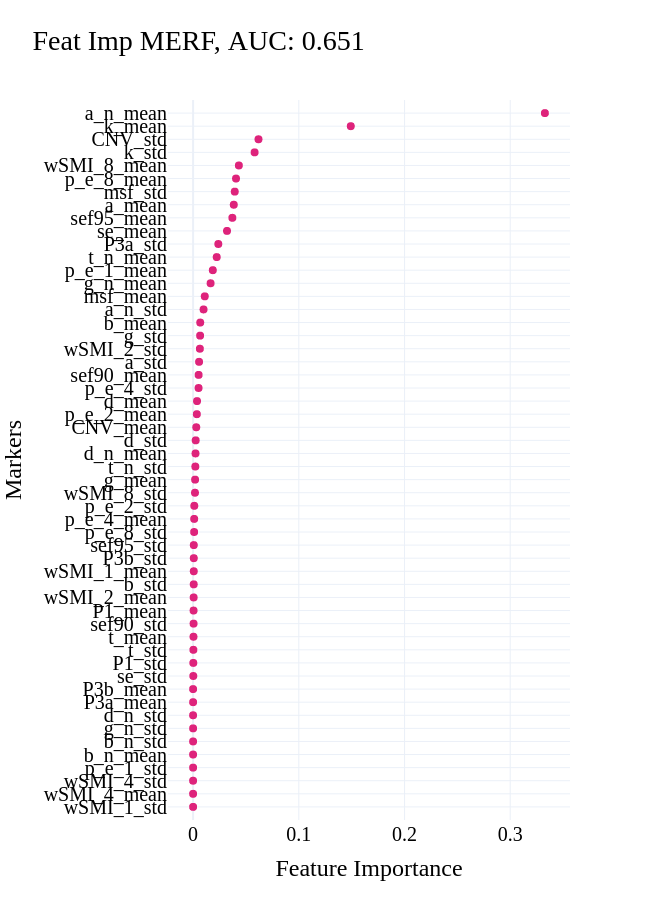 Feat Imp MERF, AUC: 0.651
a_n_mean
k_mean
CNV_std
k_std
wSMI_8_mean
p_e_8_mean
msf_std
a_mean
sef95_mean
se_mean
P3a_std
t_n_mean
p_e_1_mean
g_n_mean
msf_mean
a_n_std
b_mean
g_std
wSMI_2_std
a_std
sef90_mean
p_e_4_std
d_mean
p_e_2_mean
CNV_mean
d_std
d_n_mean
t_n_std
g_mean
wSMI_8_std
p_e_2_std
p_e_4_mean
p_e_8_std
sef95_std
P3b_std
wSMI_1_mean
b_std
wSMI_2_mean
P1_mean
sef90_std
t_mean
t_std
P1_std
se_std
P3b_mean
P3a_mean
d_n_std
g_n_std
b_n_std
b_n_mean
p_e_1_std
wSMI_4_std
wSMI_4_mean
wSMI_1_std
Markers
0 0.1 0.2 0.3
Feature Importance